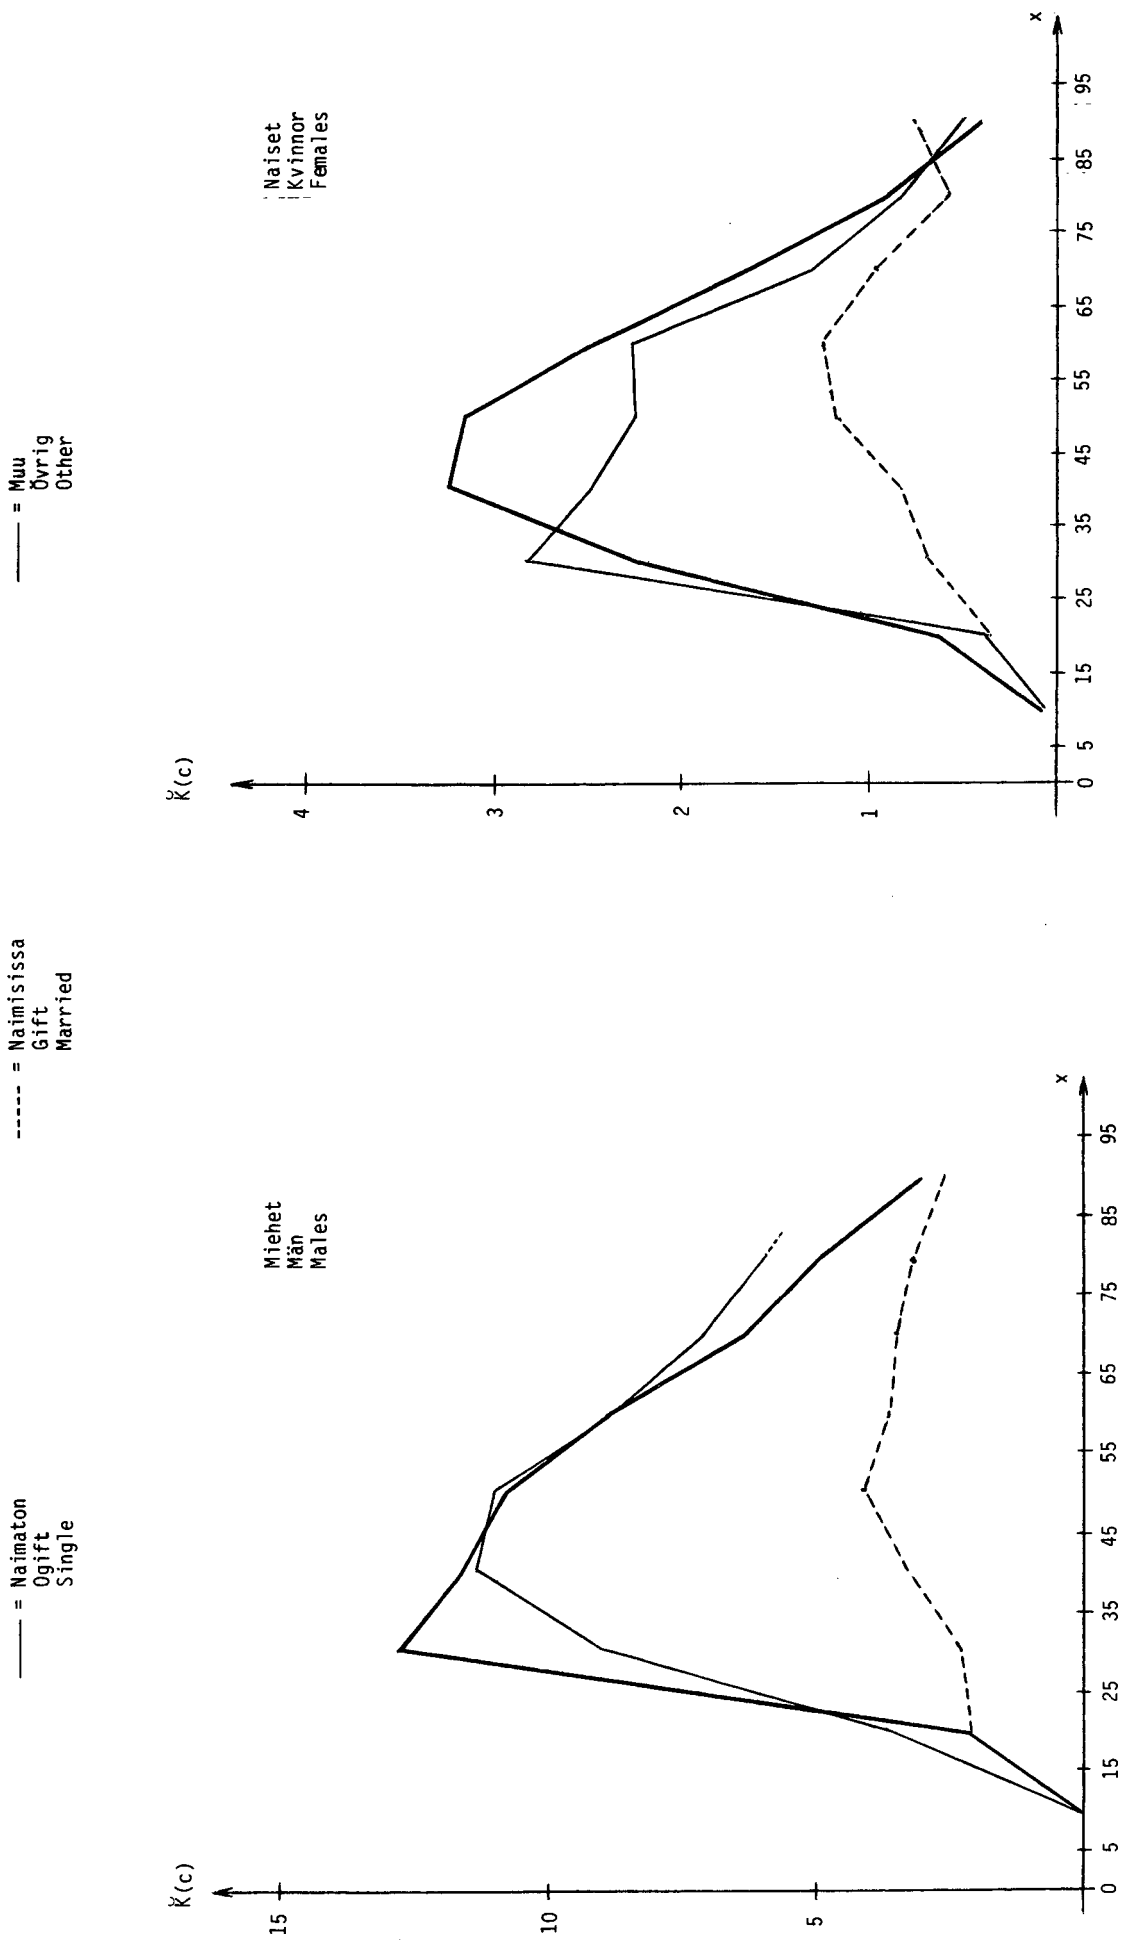 —— = Naimaton
Ogift
Single
----- = Naimisissa
Gift
Married
—— = Muu
Övrig
Other
Miehet
Män
Males
K̆(c)
15
10
5
0 5 15 25 35 45 55 65 75 85 95
x
Naiset
Kvinnor
Females
K̆(c)
4
3
2
1
0 5 15 25 35 45 55 65 75 85 95
x